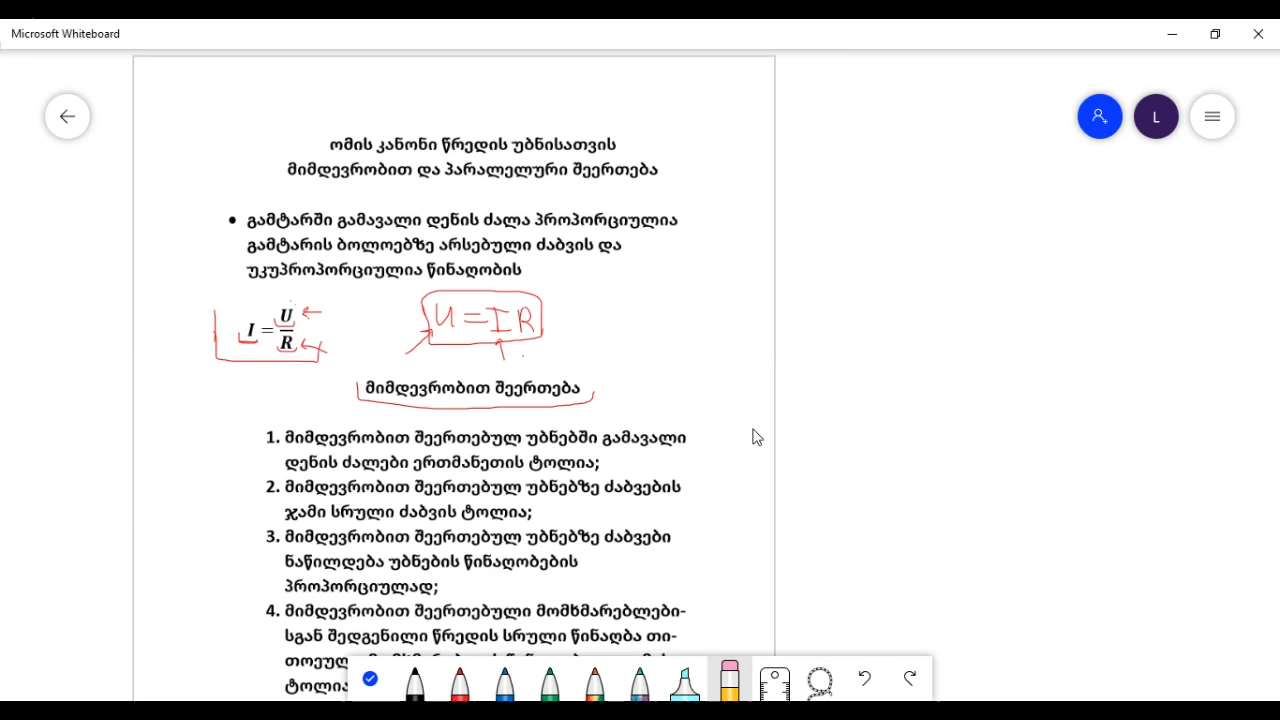 Microsoft Whiteboard
L
ომის კანონი წრედის უბნისათვის
მიმდევრობით და პარალელური შეერთება
• გამტარში გამავალი დენის ძალა პროპორციულია
გამტარის ბოლოებზე არსებული ძაბვის და
უკუპროპორციულია წინაღობის
I = U/R
U = IR
მიმდევრობით შეერთება
1. მიმდევრობით შეერთებულ უბნებში გამავალი
დენის ძალები ერთმანეთის ტოლია;
2. მიმდევრობით შეერთებულ უბნებზე ძაბვების
ჯამი სრული ძაბვის ტოლია;
3. მიმდევრობით შეერთებულ უბნებზე ძაბვები
ნაწილდება უბნების წინაღობების
პროპორციულად;
4. მიმდევრობით შეერთებული მომხმარებლები-
სგან შედგენილი წრედის სრული წინაღბა თი-
ტოლია